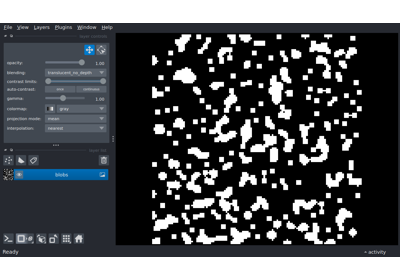 File View Layers Plugins Window Help
opacity: 1.00
blending: translucent_no_depth
contrast limits:
auto-contrast: once continuous
gamma: 1.00
colormap: gray
projection mode: mean
interpolation: nearest
blobs
Ready
activity